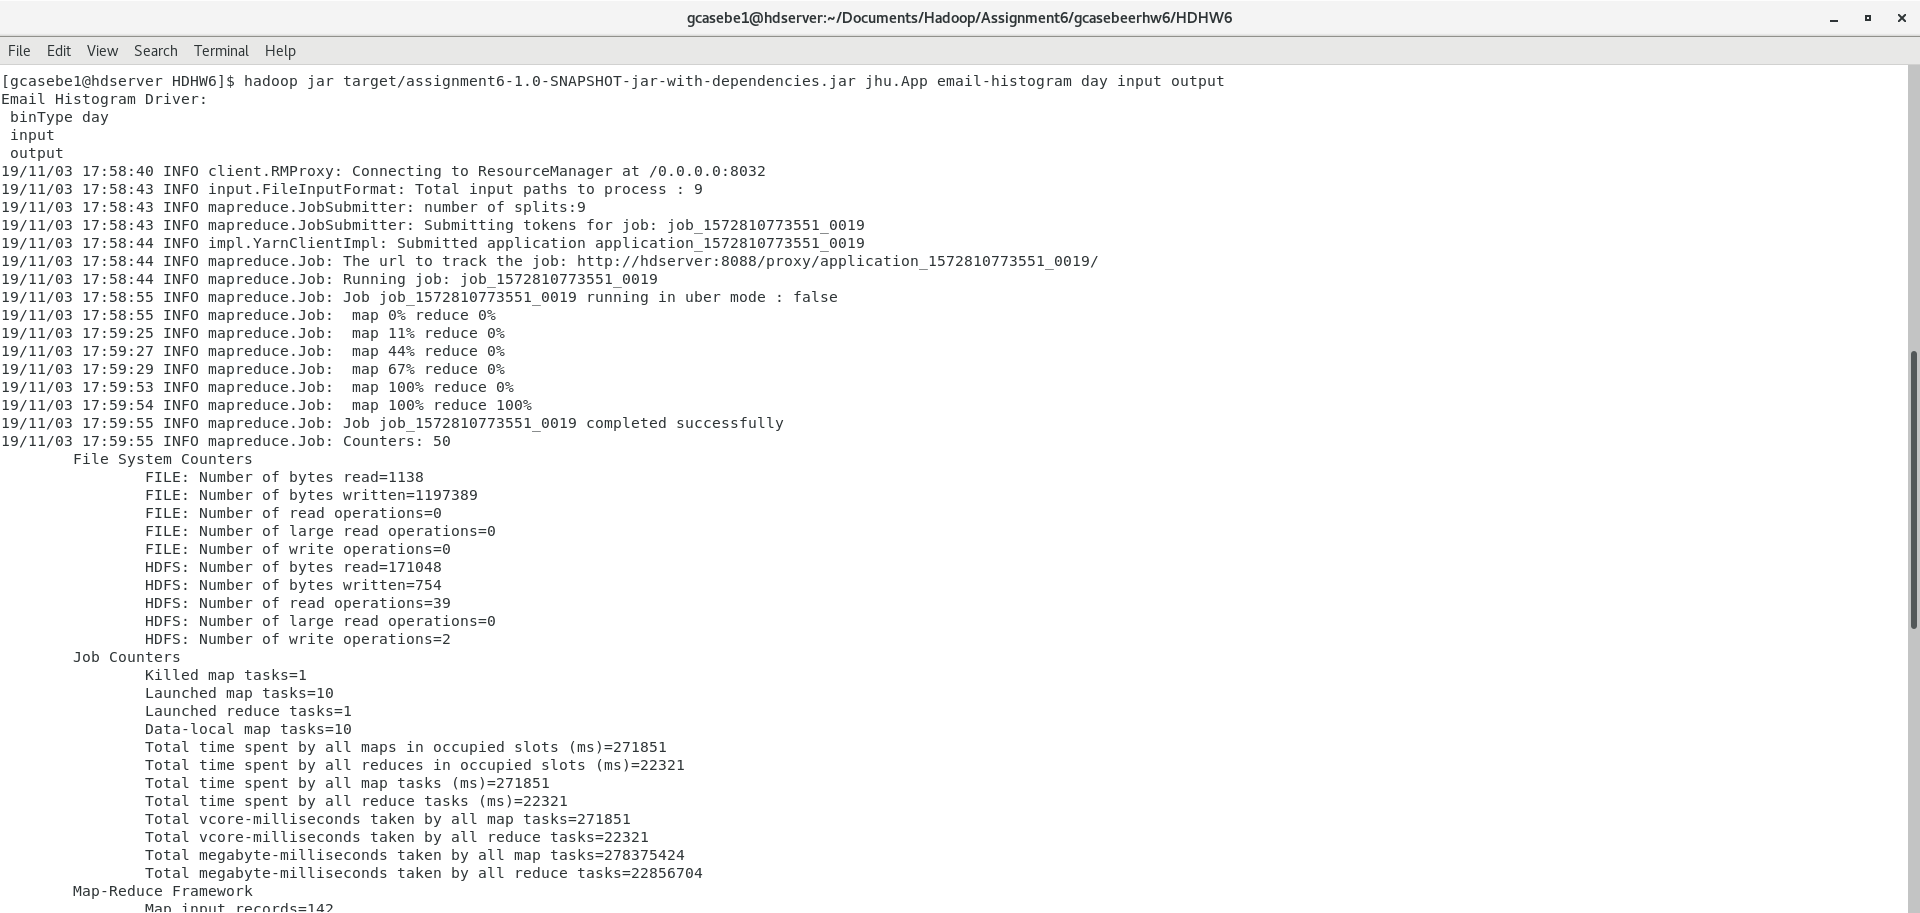 gcasebe1@hdserver:~/Documents/Hadoop/Assignment6/gcasebeerhw6/HDHW6
File Edit View Search Terminal Help
[gcasebe1@hdserver HDHW6]$ hadoop jar target/assignment6-1.0-SNAPSHOT-jar-with-dependencies.jar jhu.App email-histogram day input output
Email Histogram Driver:
 binType day
 input
 output
19/11/03 17:58:40 INFO client.RMProxy: Connecting to ResourceManager at /0.0.0.0:8032
19/11/03 17:58:43 INFO input.FileInputFormat: Total input paths to process : 9
19/11/03 17:58:43 INFO mapreduce.JobSubmitter: number of splits:9
19/11/03 17:58:43 INFO mapreduce.JobSubmitter: Submitting tokens for job: job_1572810773551_0019
19/11/03 17:58:44 INFO impl.YarnClientImpl: Submitted application application_1572810773551_0019
19/11/03 17:58:44 INFO mapreduce.Job: The url to track the job: http://hdserver:8088/proxy/application_1572810773551_0019/
19/11/03 17:58:44 INFO mapreduce.Job: Running job: job_1572810773551_0019
19/11/03 17:58:55 INFO mapreduce.Job: Job job_1572810773551_0019 running in uber mode : false
19/11/03 17:58:55 INFO mapreduce.Job:  map 0% reduce 0%
19/11/03 17:59:25 INFO mapreduce.Job:  map 11% reduce 0%
19/11/03 17:59:27 INFO mapreduce.Job:  map 44% reduce 0%
19/11/03 17:59:29 INFO mapreduce.Job:  map 67% reduce 0%
19/11/03 17:59:53 INFO mapreduce.Job:  map 100% reduce 0%
19/11/03 17:59:54 INFO mapreduce.Job:  map 100% reduce 100%
19/11/03 17:59:55 INFO mapreduce.Job: Job job_1572810773551_0019 completed successfully
19/11/03 17:59:55 INFO mapreduce.Job: Counters: 50
File System Counters
FILE: Number of bytes read=1138
FILE: Number of bytes written=1197389
FILE: Number of read operations=0
FILE: Number of large read operations=0
FILE: Number of write operations=0
HDFS: Number of bytes read=171048
HDFS: Number of bytes written=754
HDFS: Number of read operations=39
HDFS: Number of large read operations=0
HDFS: Number of write operations=2
Job Counters
Killed map tasks=1
Launched map tasks=10
Launched reduce tasks=1
Data-local map tasks=10
Total time spent by all maps in occupied slots (ms)=271851
Total time spent by all reduces in occupied slots (ms)=22321
Total time spent by all map tasks (ms)=271851
Total time spent by all reduce tasks (ms)=22321
Total vcore-milliseconds taken by all map tasks=271851
Total vcore-milliseconds taken by all reduce tasks=22321
Total megabyte-milliseconds taken by all map tasks=278375424
Total megabyte-milliseconds taken by all reduce tasks=22856704
Map-Reduce Framework
Map input records=142